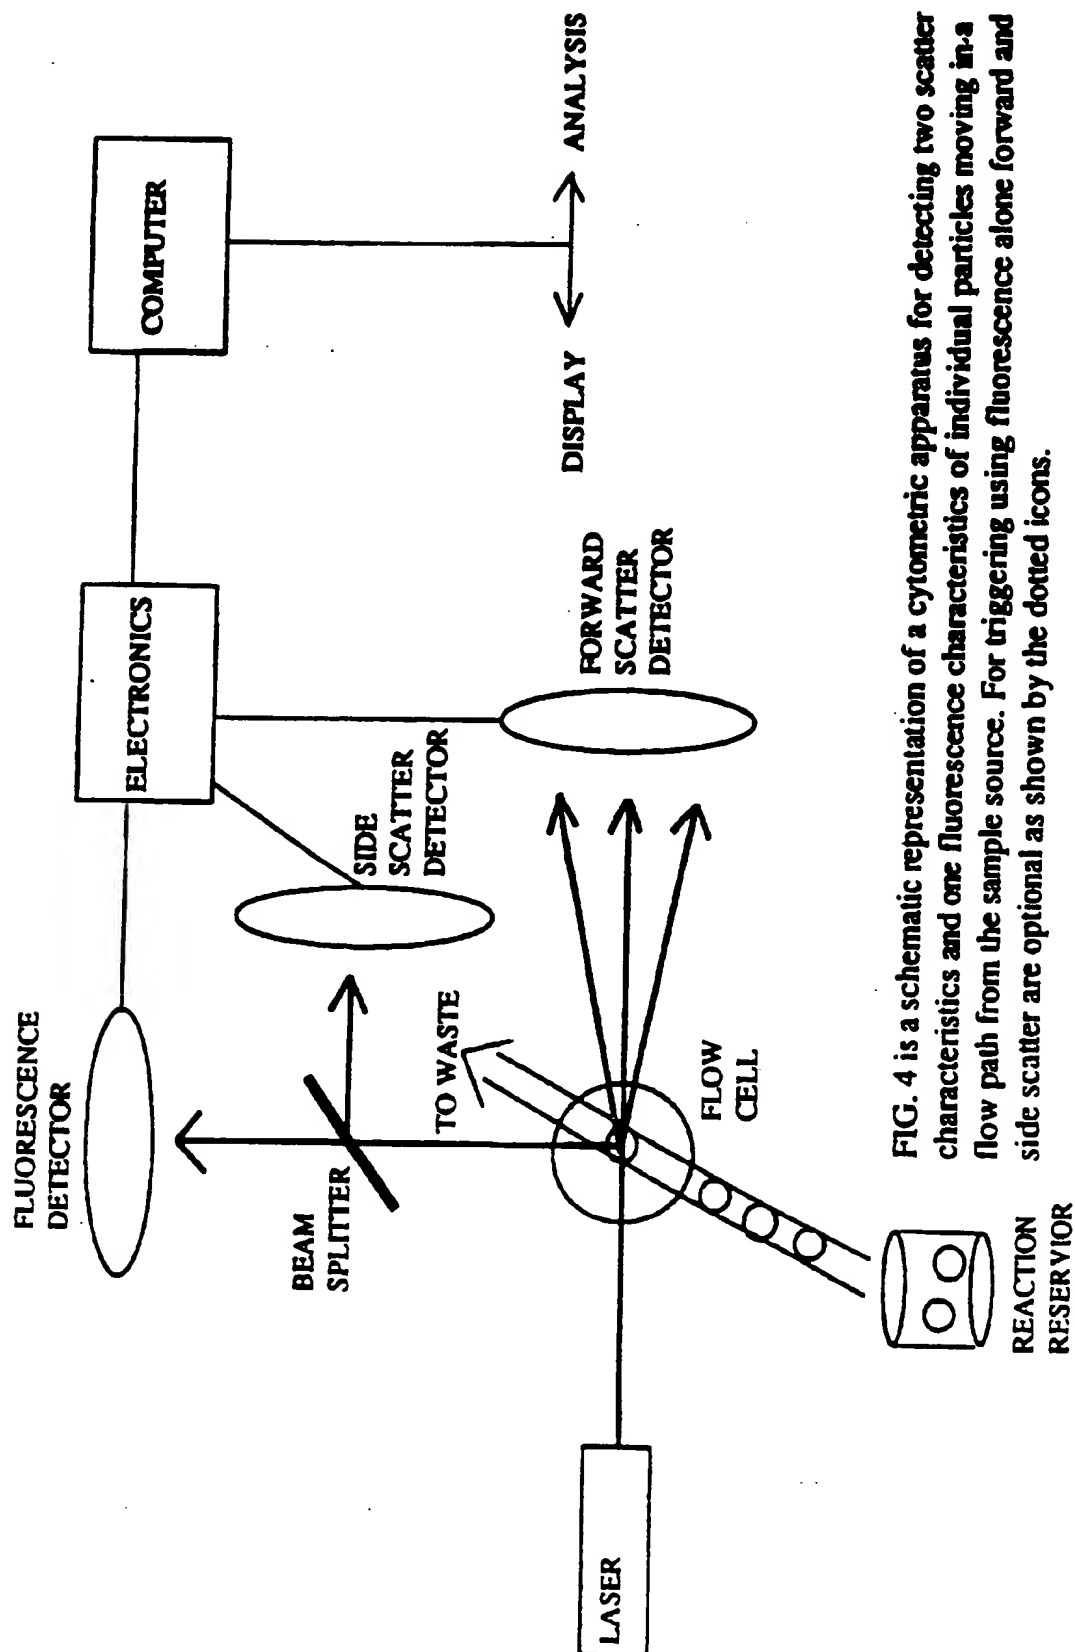 FLUORESCENCE
DETECTOR
ELECTRONICS
COMPUTER
BEAM
SPLITTER
SIDE
SCATTER
DETECTOR
TO WASTE
DISPLAY
ANALYSIS
LASER
FLOW
CELL
FORWARD
SCATTER
DETECTOR
REACTION
RESERVIOR
FIG. 4 is a schematic representation of a cytometric apparatus for detecting two scatter
characteristics and one fluorescence characteristics of individual particles moving in a
flow path from the sample source. For triggering using fluorescence alone forward and
side scatter are optional as shown by the dotted icons.